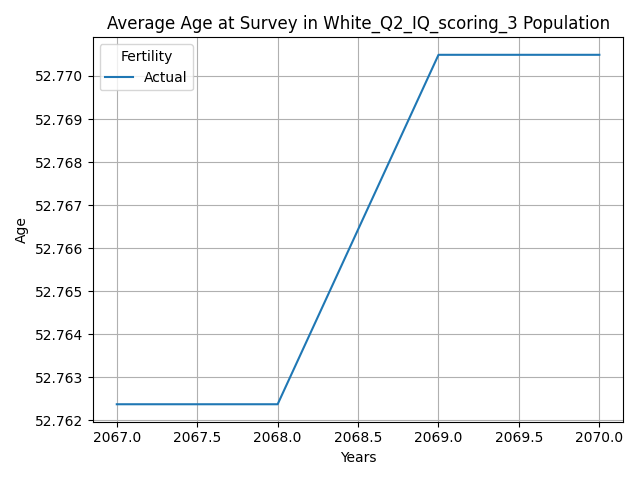 Average Age at Survey in White_Q2_IQ_scoring_3 Population
Fertility
Actual
52.770
52.769
52.768
52.767
52.766
52.765
52.764
52.763
52.762
Age
2067.0 2067.5 2068.0 2068.5 2069.0 2069.5 2070.0
Years